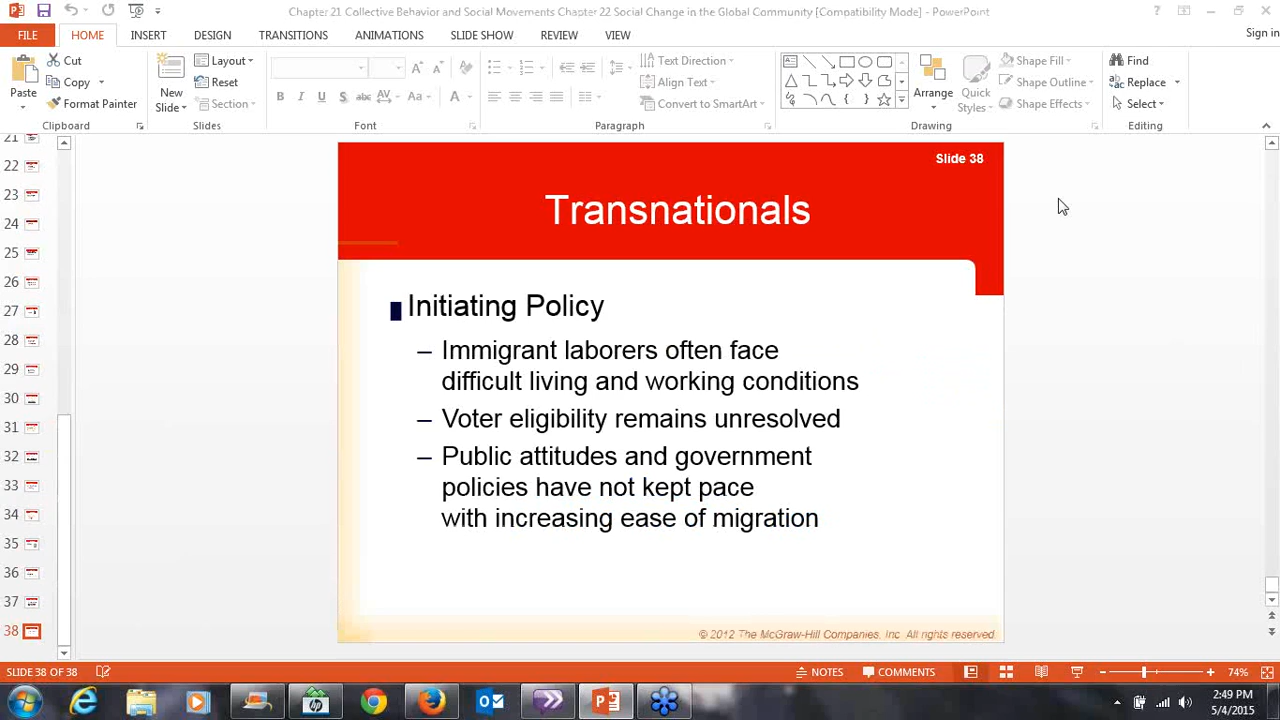 Chapter 21 Collective Behavior and Social Movements Chapter 22 Social Change in the Global Community [Compatibility Mode] - PowerPoint
?
FILE HOME INSERT DESIGN TRANSITIONS ANIMATIONS SLIDE SHOW REVIEW VIEW Sign in
Paste
Cut
Copy
Format Painter
Clipboard
New
Slide
Layout
Reset
Section
Slides
B I U S abc AV Aa A
Font
Text Direction
Align Text
Convert to SmartArt
Paragraph
Arrange
Quick
Styles
Shape Fill
Shape Outline
Shape Effects
Drawing
Find
Replace
Select
Editing
21
22
23
24
25
26
27
28
29
30
31
32
33
34
35
36
37
38
Slide 38
Transnationals
Initiating Policy
– Immigrant laborers often face
difficult living and working conditions
– Voter eligibility remains unresolved
– Public attitudes and government
policies have not kept pace
with increasing ease of migration
© 2012 The McGraw-Hill Companies, Inc. All rights reserved.
SLIDE 38 OF 38 NOTES COMMENTS 74%
2:49 PM
5/4/2015